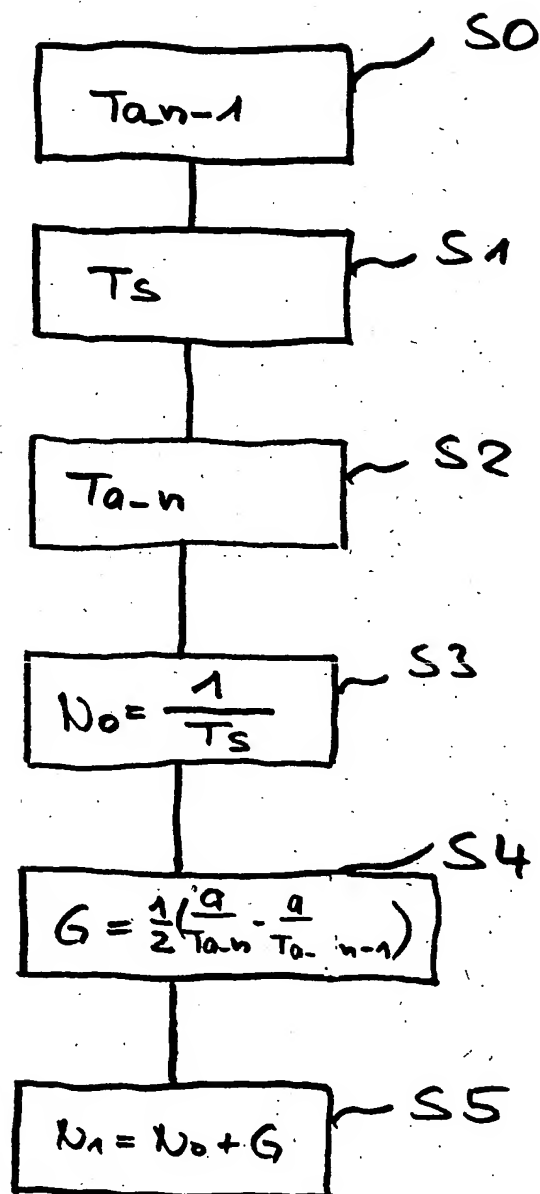 S0
Ta_n-1
S1
Ts
S2
Ta_n
S3
N0 = 1/Ts
S4
G = 1/2 (a/Ta_n - a/Ta_n-1)
S5
N1 = N0 + G